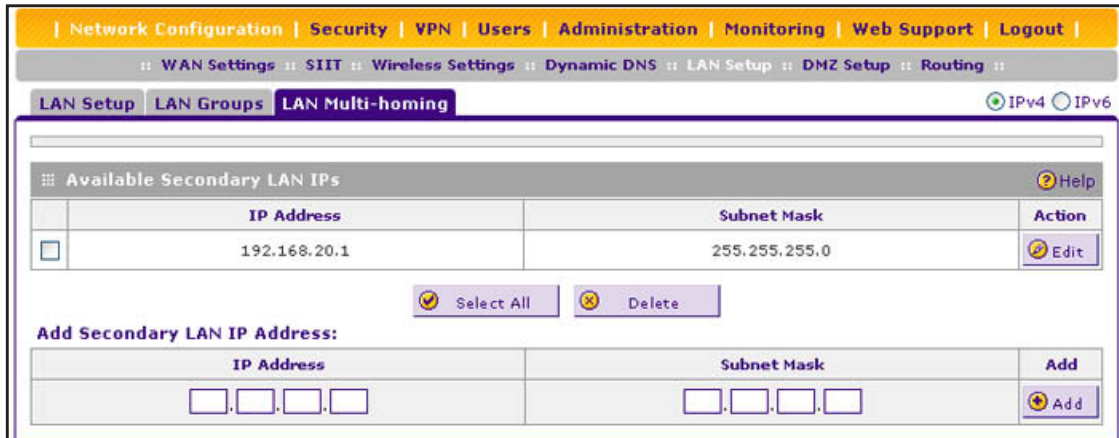 | Network Configuration | Security | VPN | Users | Administration | Monitoring | Web Support | Logout |
:: WAN Settings :: SIIT :: Wireless Settings :: Dynamic DNS :: LAN Setup :: DMZ Setup :: Routing ::
LAN Setup LAN Groups LAN Multi-homing IPv4 IPv6
Available Secondary LAN IPs Help
IP Address Subnet Mask Action
192.168.20.1 255.255.255.0 Edit
Select All Delete
Add Secondary LAN IP Address:
IP Address Subnet Mask Add
. . . . . . Add